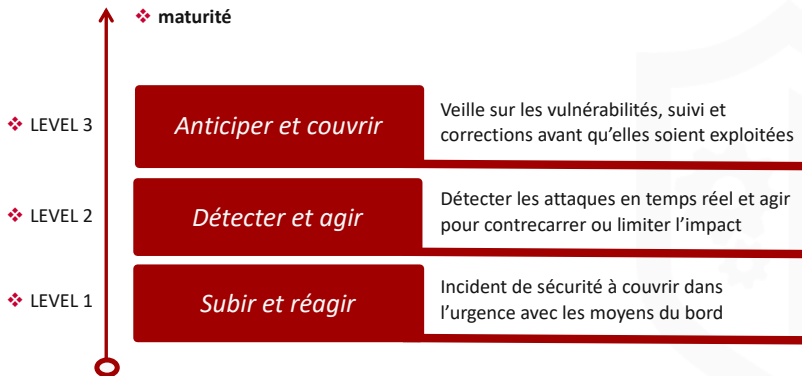 ❖ maturité
❖ LEVEL 3
Anticiper et couvrir
Veille sur les vulnérabilités, suivi et
corrections avant qu’elles soient exploitées
❖ LEVEL 2
Détecter et agir
Détecter les attaques en temps réel et agir
pour contrecarrer ou limiter l’impact
❖ LEVEL 1
Subir et réagir
Incident de sécurité à couvrir dans
l’urgence avec les moyens du bord